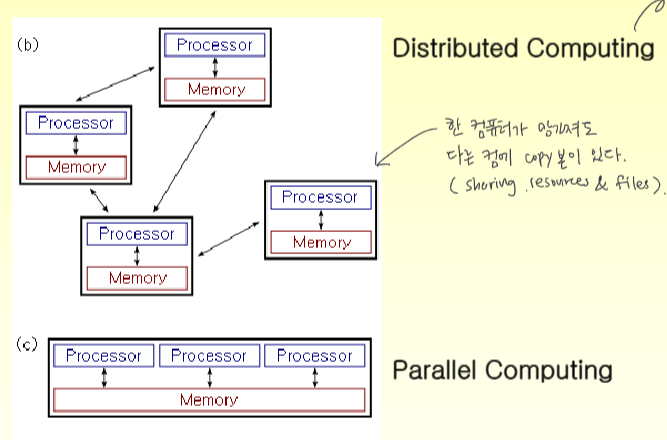 (b)
Distributed Computing
Processor
Memory
Processor
Memory
한 컴퓨터가 망가져도
다른 컴에 copy본이 있다.
(sharing resources & files).
Processor
Memory
Processor
Memory
(c)
Processor Processor Processor
Memory
Parallel Computing